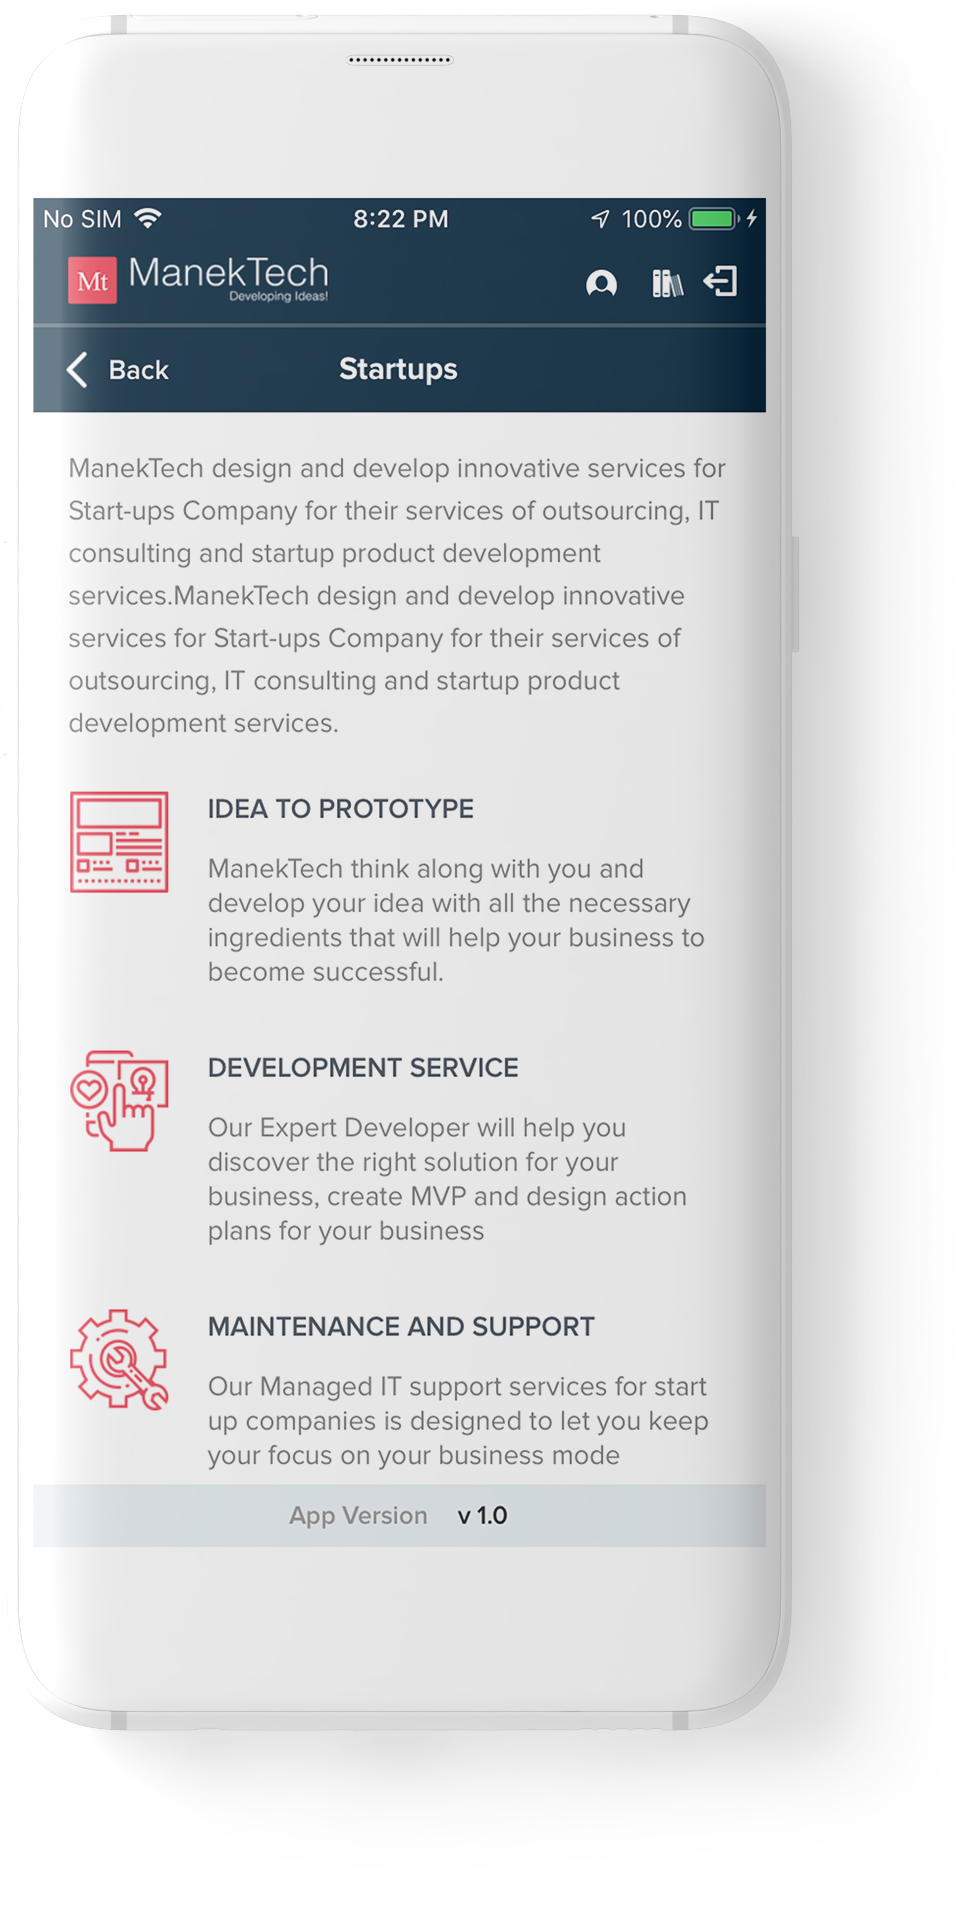 No SIM 8:22 PM 100%
Mt ManekTech
Developing Ideas!
Back Startups
ManekTech design and develop innovative services for
Start-ups Company for their services of outsourcing, IT
consulting and startup product development
services.ManekTech design and develop innovative
services for Start-ups Company for their services of
outsourcing, IT consulting and startup product
development services.
IDEA TO PROTOTYPE
ManekTech think along with you and
develop your idea with all the necessary
ingredients that will help your business to
become successful.
DEVELOPMENT SERVICE
Our Expert Developer will help you
discover the right solution for your
business, create MVP and design action
plans for your business
MAINTENANCE AND SUPPORT
Our Managed IT support services for start
up companies is designed to let you keep
your focus on your business mode
App Version v 1.0